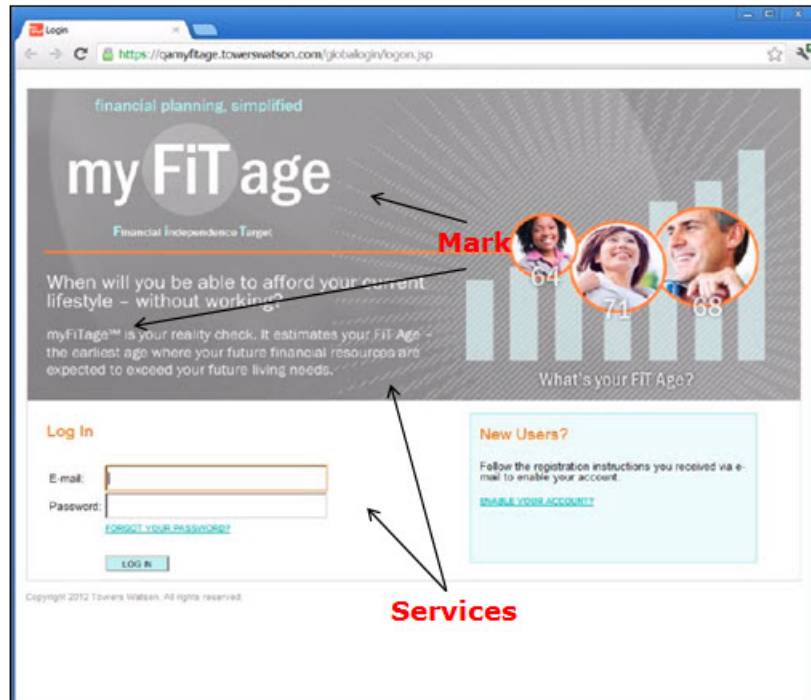 Login
https://qamyfitage.towerswatson.com/globallogin/logon.jsp
financial planning, simplified
my FiT age
Financial Independence Target
Mark
64
71
68
When will you be able to afford your current
lifestyle – without working?
myFiTage™ is your reality check. It estimates your FiT Age –
the earliest age where your future financial resources are
expected to exceed your future living needs.
What's your FiT Age?
Log In
E-mail:
Password:
FORGOT YOUR PASSWORD?
LOG IN
New Users?
Follow the registration instructions you received via e-
mail to enable your account.
ENABLE YOUR ACCOUNT?
Copyright 2012 Towers Watson. All rights reserved.
Services